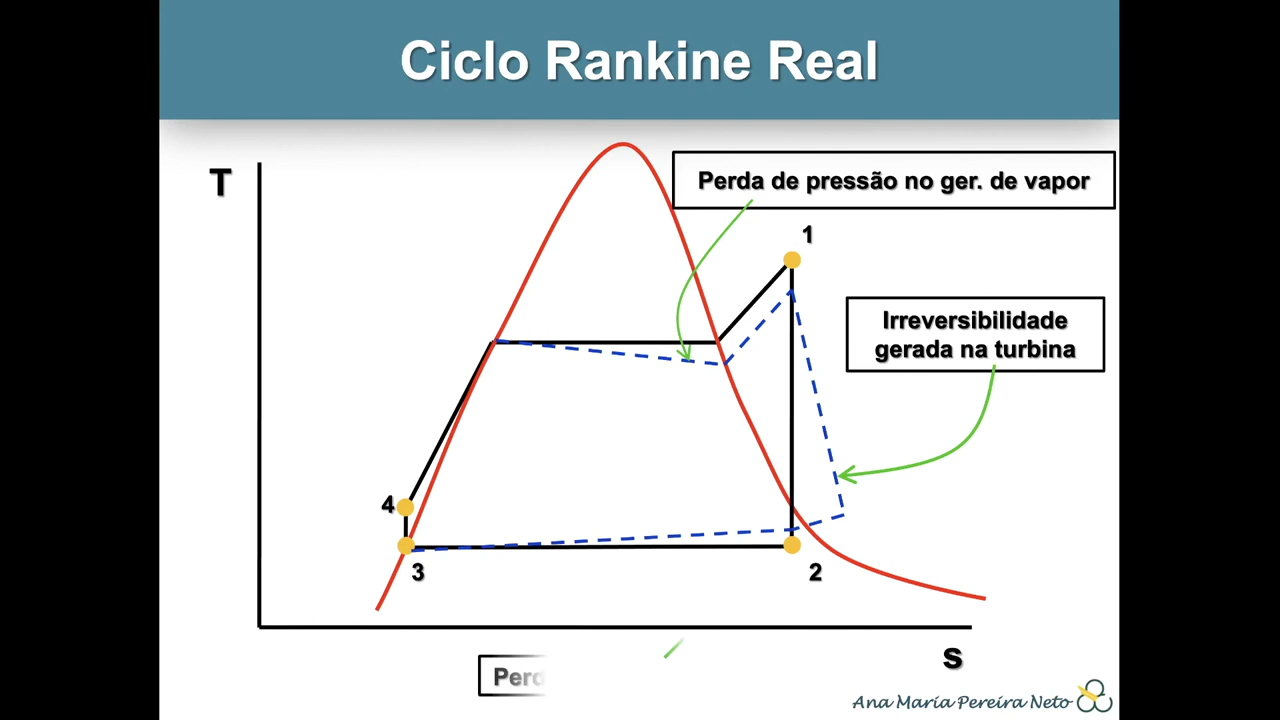 Ciclo Rankine Real
T
Perda de pressão no ger. de vapor
1
Irreversibilidade
gerada na turbina
4
3
2
s
Ana Maria Pereira Neto